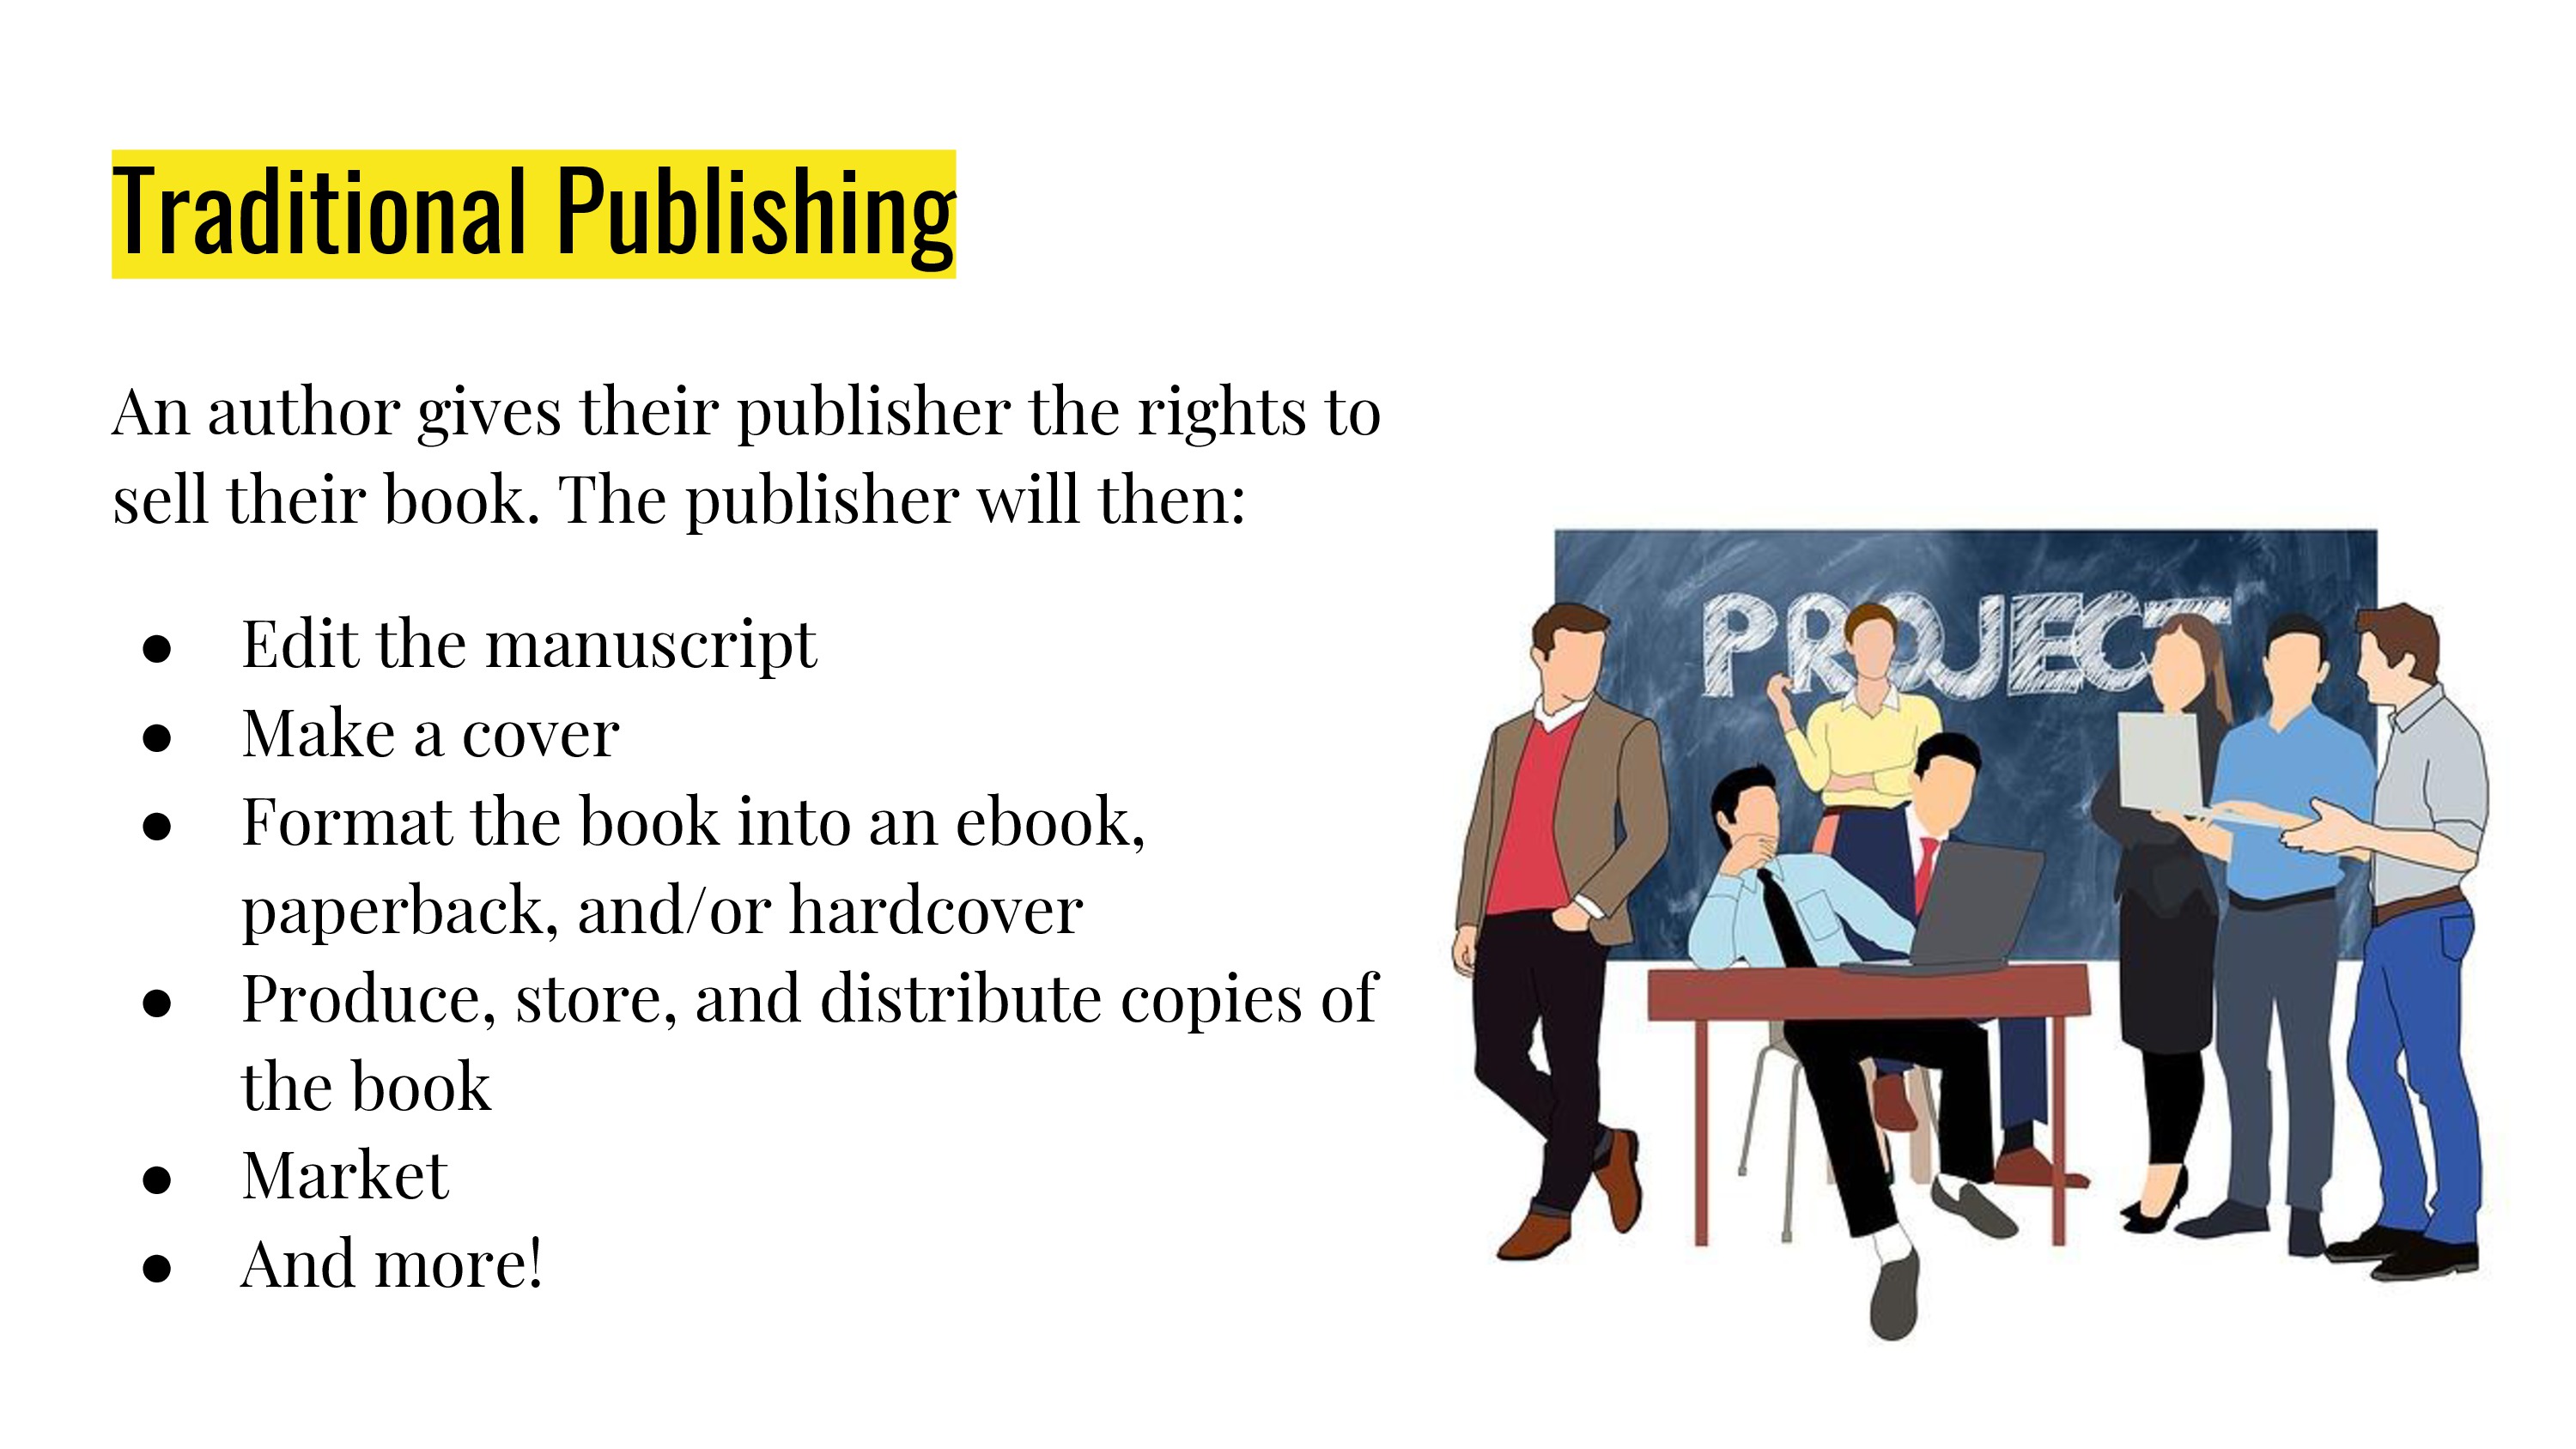 Traditional Publishing
An author gives their publisher the rights to
sell their book. The publisher will then:
● Edit the manuscript
● Make a cover
● Format the book into an ebook,
paperback, and/or hardcover
● Produce, store, and distribute copies of
the book
● Market
● And more!
PROJECT